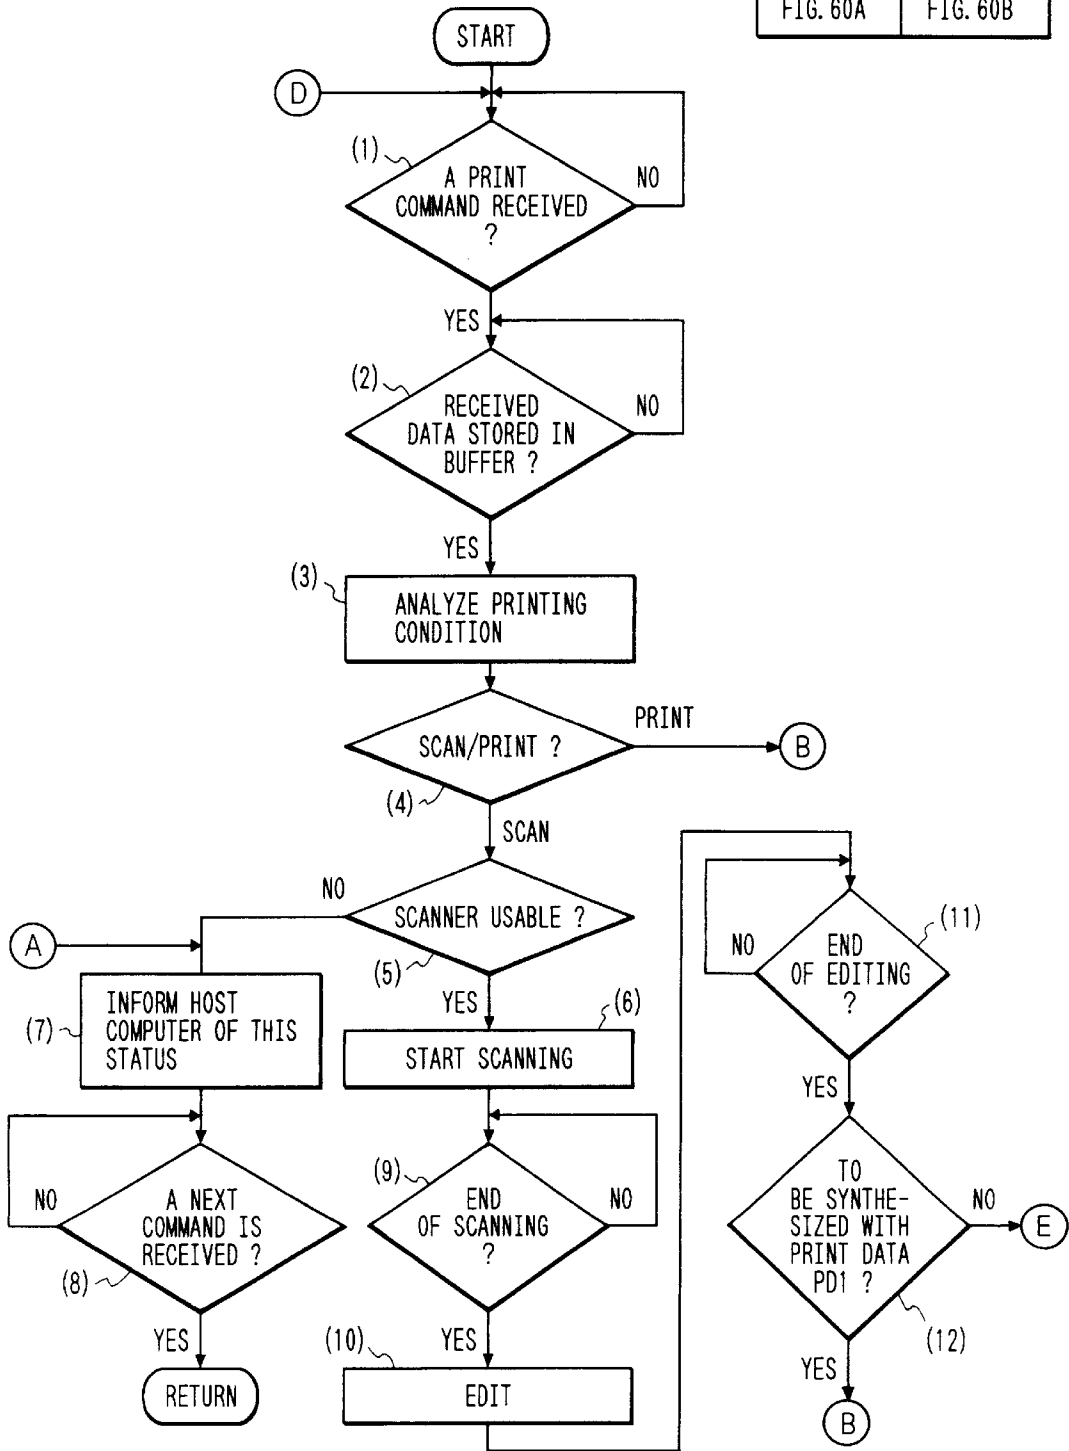 FIG. 60A FIG. 60B
START
D
(1)
A PRINT
COMMAND RECEIVED
?
NO
YES
(2)
RECEIVED
DATA STORED IN
BUFFER ?
NO
YES
(3)
ANALYZE PRINTING
CONDITION
SCAN/PRINT ?
PRINT
B
(4)
SCAN
SCANNER USABLE ?
NO
(5)
YES
A
(7)
INFORM HOST
COMPUTER OF THIS
STATUS
(6)
START SCANNING
NO
A NEXT
COMMAND IS
RECEIVED ?
(8)
YES
RETURN
(9)
END
OF SCANNING
?
NO
YES
(10)
EDIT
(11)
END
OF EDITING
?
NO
YES
TO
BE SYNTHE-
SIZED WITH
PRINT DATA
PD1 ?
NO
E
(12)
YES
B